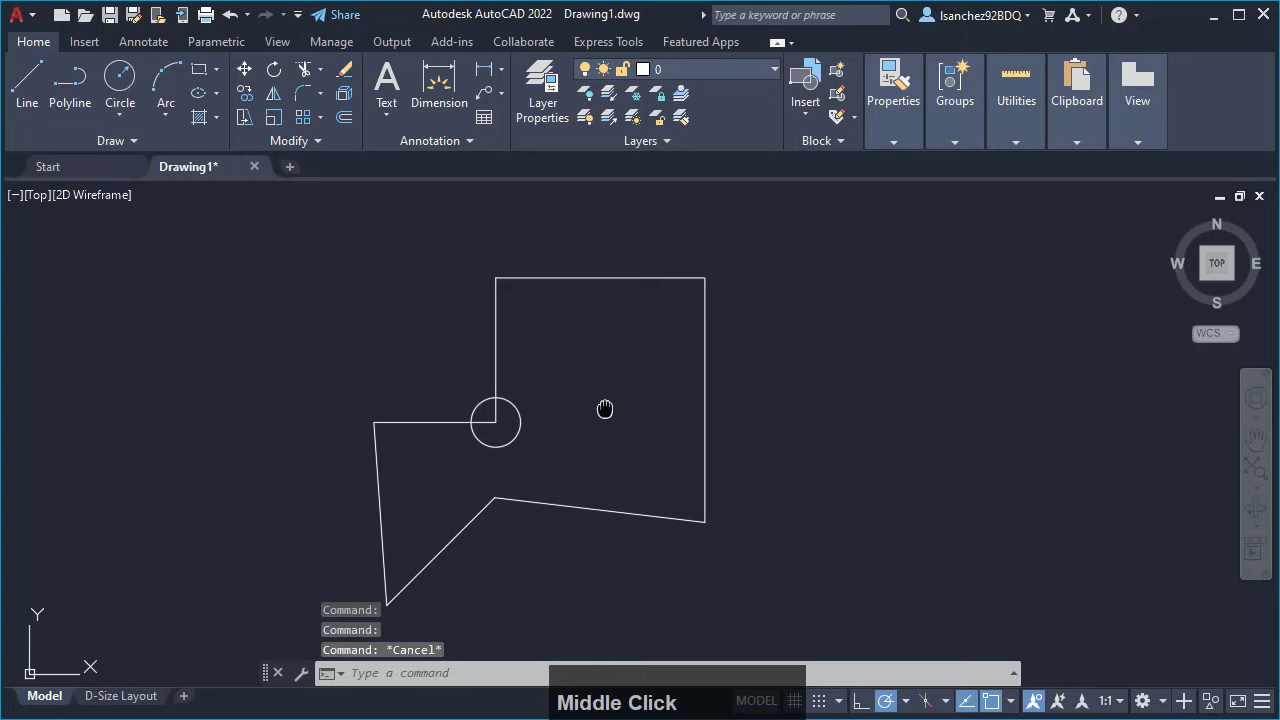 Share
Autodesk AutoCAD 2022 Drawing1.dwg
Type a keyword or phrase
lsanchez92BDQ
Home Insert Annotate Parametric View Manage Output Add-ins Collaborate Express Tools Featured Apps
0
Line Polyline Circle Arc
Text Dimension
Layer
Properties
Insert
Properties Groups Utilities Clipboard View
Draw Modify Annotation Layers Block
Start Drawing1*
[−][Top][2D Wireframe]
N
W TOP E
S
WCS
Command:
Command:
Command: *Cancel*
Y
X
Type a command
Middle Click
Model D-Size Layout
MODEL
1:1